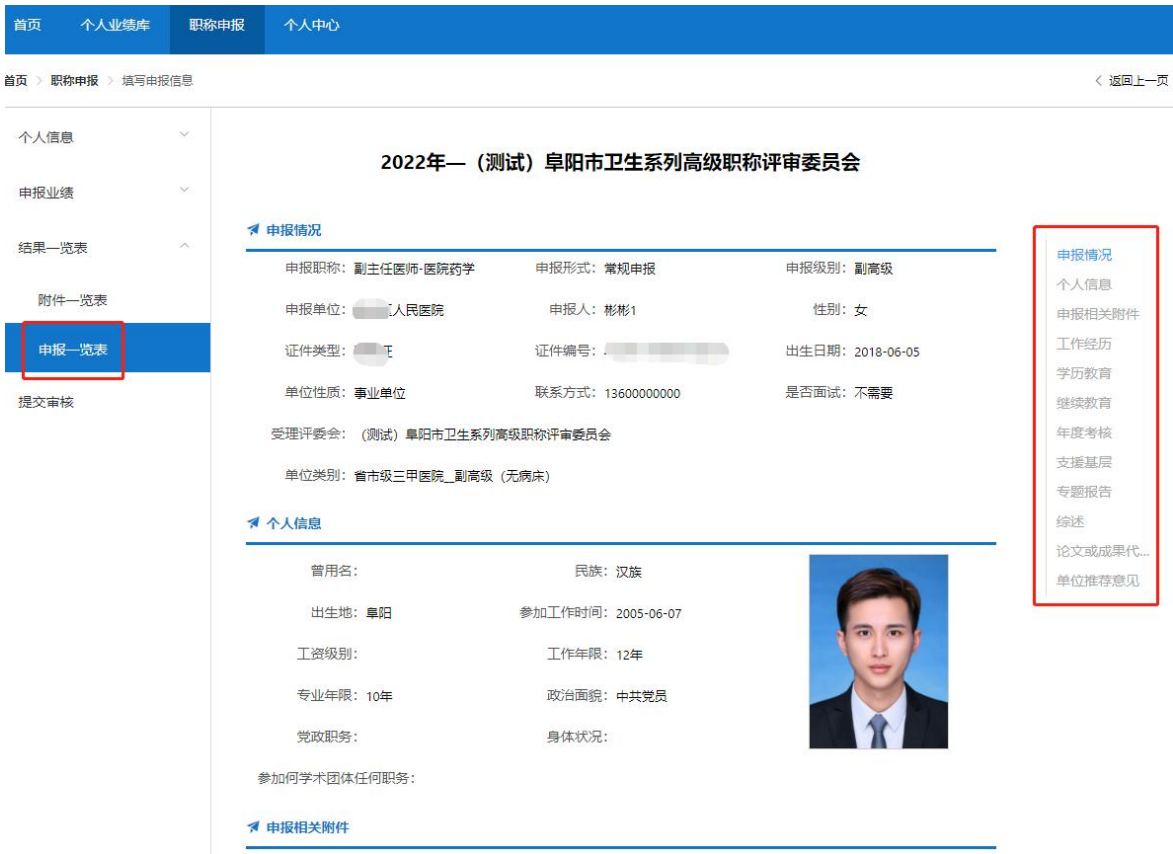 首页 个人业绩库 职称申报 个人中心
首页 > 职称申报 > 填写申报信息 < 返回上一页
个人信息
申报业绩
结果一览表
附件一览表
申报一览表
提交审核
2022年—（测试）阜阳市卫生系列高级职称评审委员会
申报情况
申报职称：副主任医师-医院药学 申报形式：常规申报 申报级别：副高级
申报单位： 人民医院 申报人：彬彬1 性别：女
证件类型： 证件编号： 出生日期：2018-06-05
单位性质：事业单位 联系方式：13600000000 是否面试：不需要
受理评委会：（测试）阜阳市卫生系列高级职称评审委员会
单位类别：省市级三甲医院_副高级（无病床）
个人信息
曾用名： 民族：汉族
出生地：阜阳 参加工作时间：2005-06-07
工资级别： 工作年限：12年
专业年限：10年 政治面貌：中共党员
党政职务： 身体状况：
参加何学术团体任何职务：
申报相关附件
申报情况
个人信息
申报相关附件
工作经历
学历教育
继续教育
年度考核
支援基层
专题报告
综述
论文或成果代...
单位推荐意见